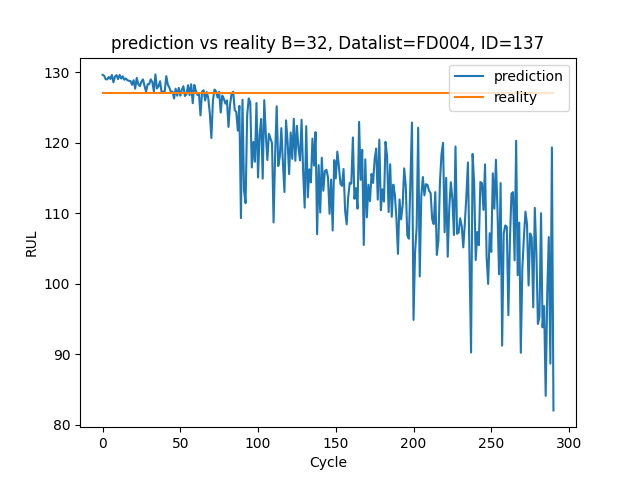 prediction vs reality B=32, Datalist=FD004, ID=137
prediction
reality
RUL
130
120
110
100
90
80
0 50 100 150 200 250 300
Cycle